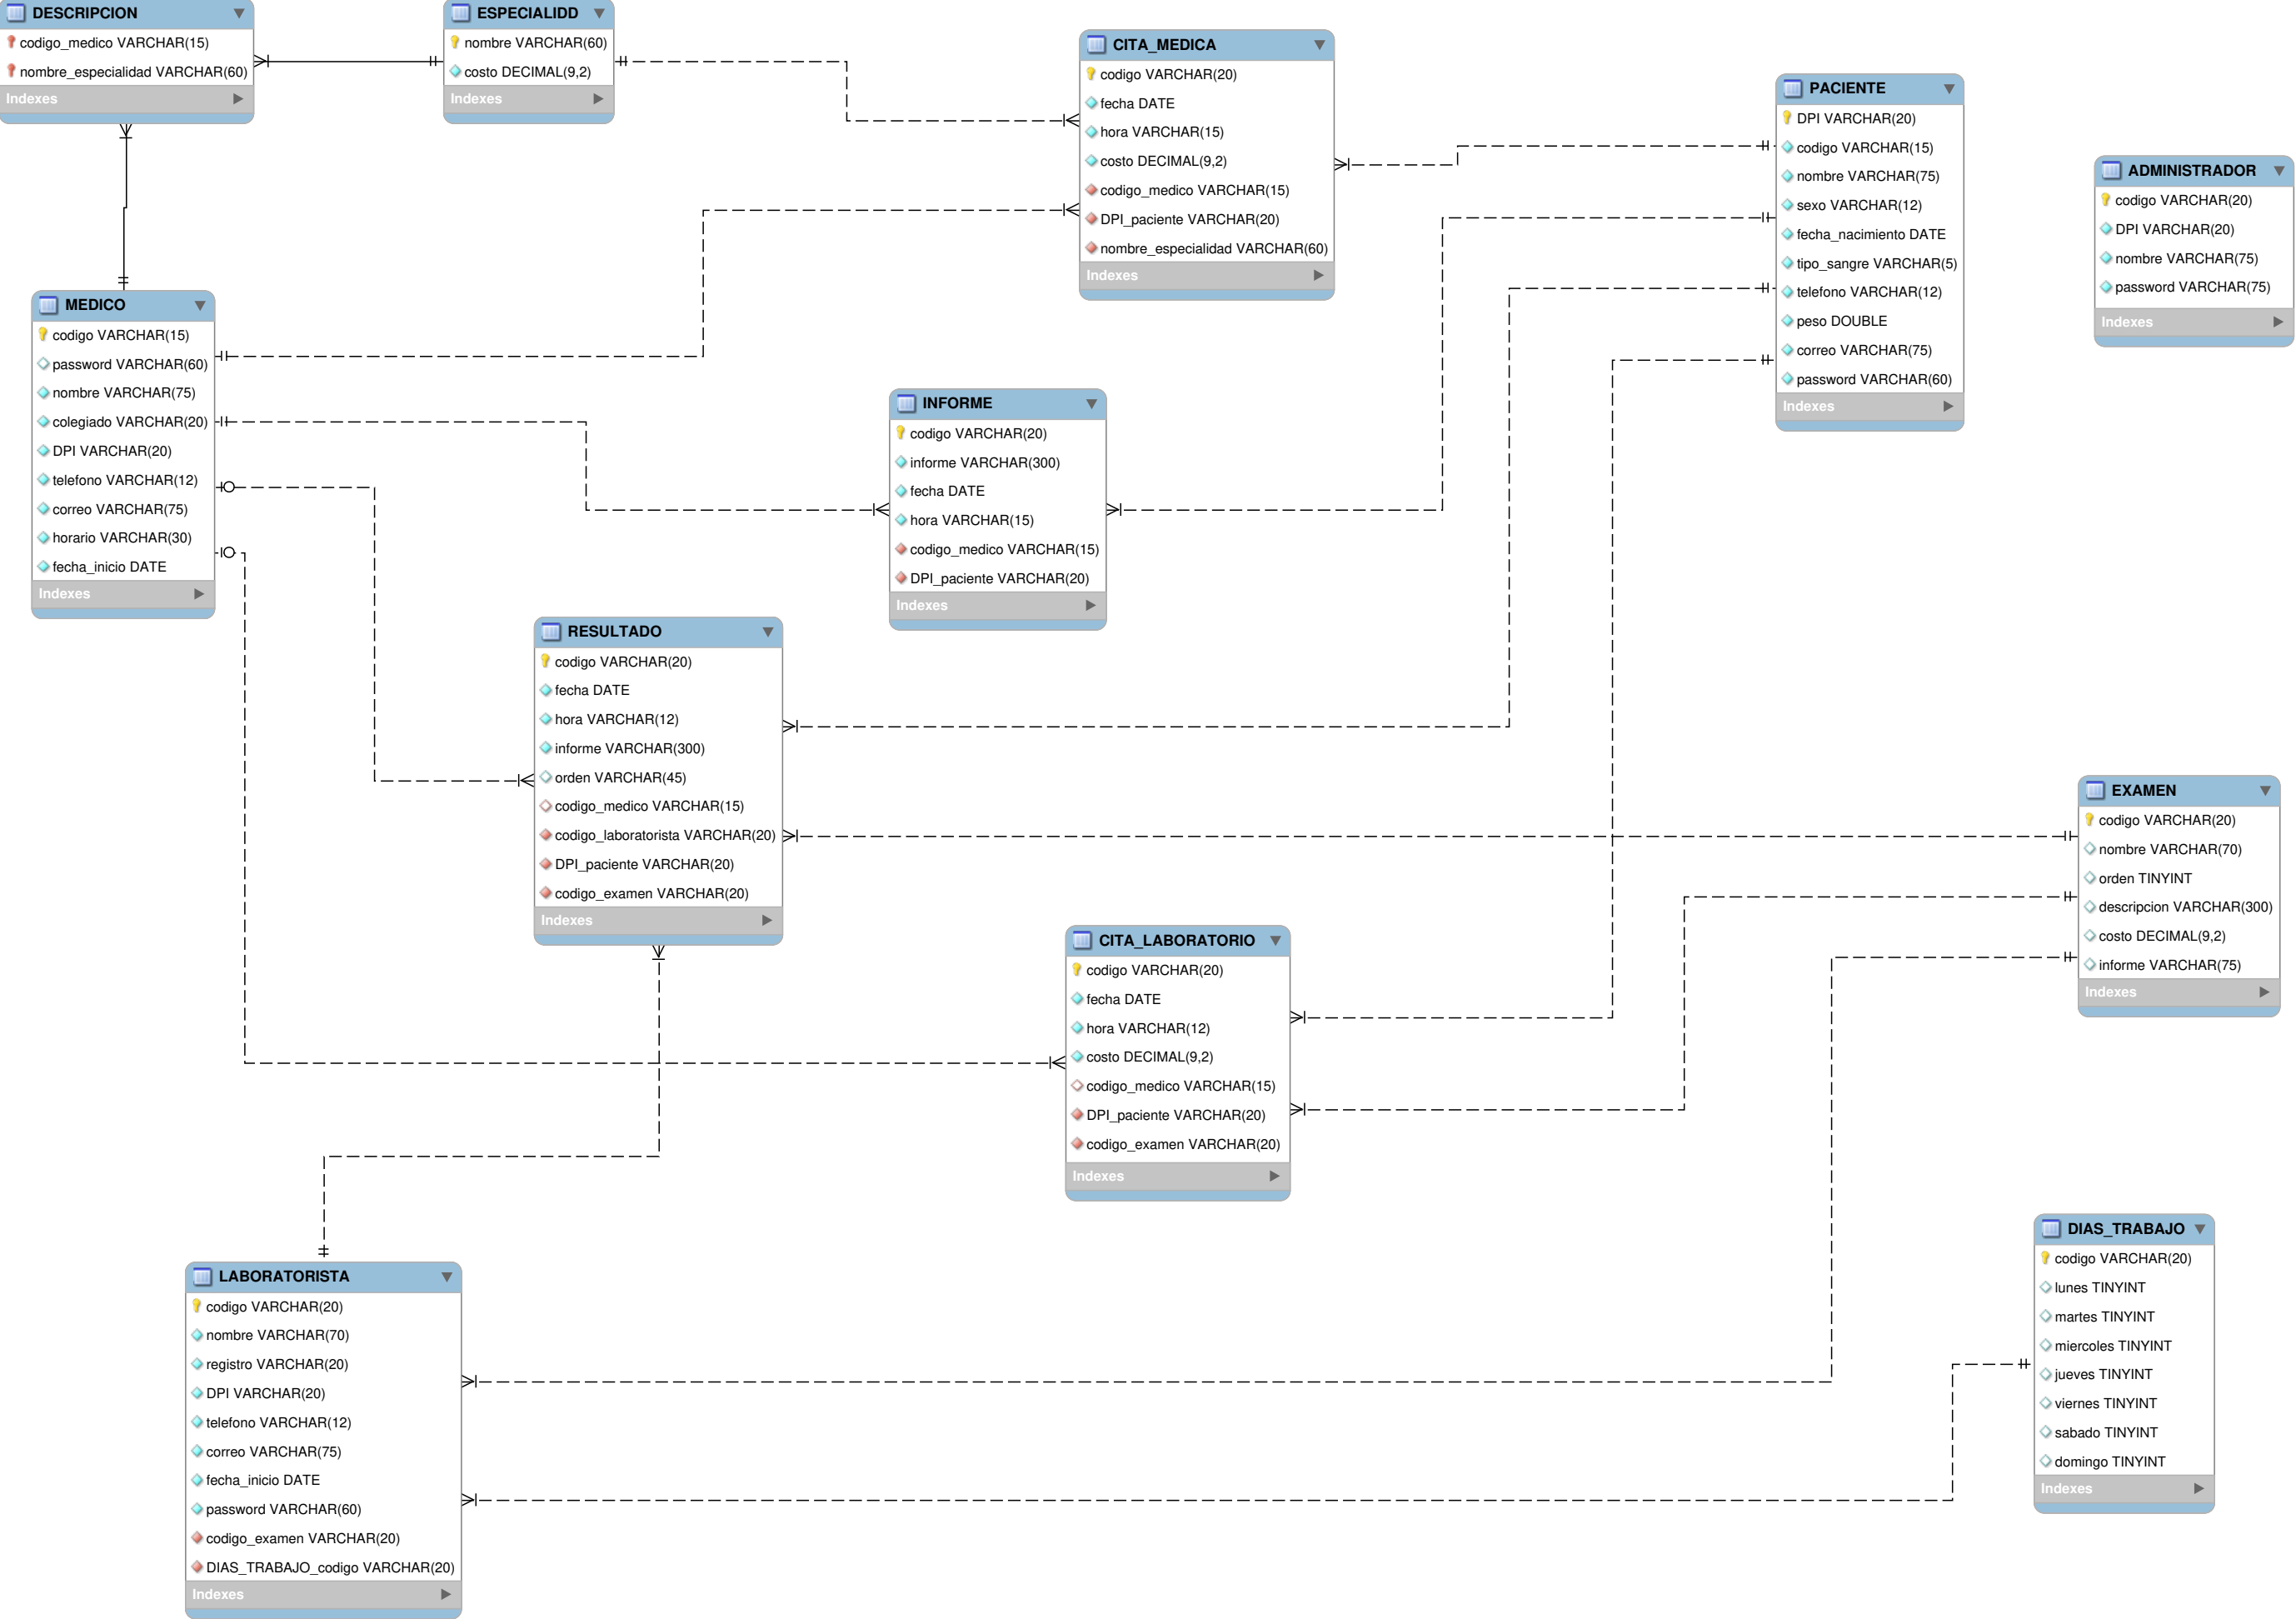 DESCRIPCION
codigo_medico VARCHAR(15)
nombre_especialidad VARCHAR(60)
Indexes
ESPECIALIDD
nombre VARCHAR(60)
costo DECIMAL(9,2)
Indexes
CITA_MEDICA
codigo VARCHAR(20)
fecha DATE
hora VARCHAR(15)
costo DECIMAL(9,2)
codigo_medico VARCHAR(15)
DPI_paciente VARCHAR(20)
nombre_especialidad VARCHAR(60)
Indexes
PACIENTE
DPI VARCHAR(20)
codigo VARCHAR(15)
nombre VARCHAR(75)
sexo VARCHAR(12)
fecha_nacimiento DATE
tipo_sangre VARCHAR(5)
telefono VARCHAR(12)
peso DOUBLE
correo VARCHAR(75)
password VARCHAR(60)
Indexes
ADMINISTRADOR
codigo VARCHAR(20)
DPI VARCHAR(20)
nombre VARCHAR(75)
password VARCHAR(75)
Indexes
MEDICO
codigo VARCHAR(15)
password VARCHAR(60)
nombre VARCHAR(75)
colegiado VARCHAR(20)
DPI VARCHAR(20)
telefono VARCHAR(12)
correo VARCHAR(75)
horario VARCHAR(30)
fecha_inicio DATE
Indexes
INFORME
codigo VARCHAR(20)
informe VARCHAR(300)
fecha DATE
hora VARCHAR(15)
codigo_medico VARCHAR(15)
DPI_paciente VARCHAR(20)
Indexes
RESULTADO
codigo VARCHAR(20)
fecha DATE
hora VARCHAR(12)
informe VARCHAR(300)
orden VARCHAR(45)
codigo_medico VARCHAR(15)
codigo_laboratorista VARCHAR(20)
DPI_paciente VARCHAR(20)
codigo_examen VARCHAR(20)
Indexes
EXAMEN
codigo VARCHAR(20)
nombre VARCHAR(70)
orden TINYINT
descripcion VARCHAR(300)
costo DECIMAL(9,2)
informe VARCHAR(75)
Indexes
CITA_LABORATORIO
codigo VARCHAR(20)
fecha DATE
hora VARCHAR(12)
costo DECIMAL(9,2)
codigo_medico VARCHAR(15)
DPI_paciente VARCHAR(20)
codigo_examen VARCHAR(20)
Indexes
DIAS_TRABAJO
codigo VARCHAR(20)
lunes TINYINT
martes TINYINT
miercoles TINYINT
jueves TINYINT
viernes TINYINT
sabado TINYINT
domingo TINYINT
Indexes
LABORATORISTA
codigo VARCHAR(20)
nombre VARCHAR(70)
registro VARCHAR(20)
DPI VARCHAR(20)
telefono VARCHAR(12)
correo VARCHAR(75)
fecha_inicio DATE
password VARCHAR(60)
codigo_examen VARCHAR(20)
DIAS_TRABAJO_codigo VARCHAR(20)
Indexes